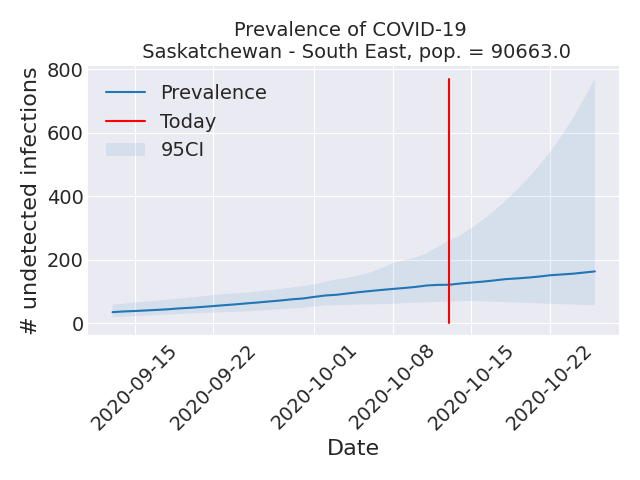 Prevalence of COVID-19
Saskatchewan - South East, pop. = 90663.0
# undetected infections
800
600
400
200
0
Prevalence
Today
95CI
2020-09-15
2020-09-22
2020-10-01
2020-10-08
2020-10-15
2020-10-22
Date